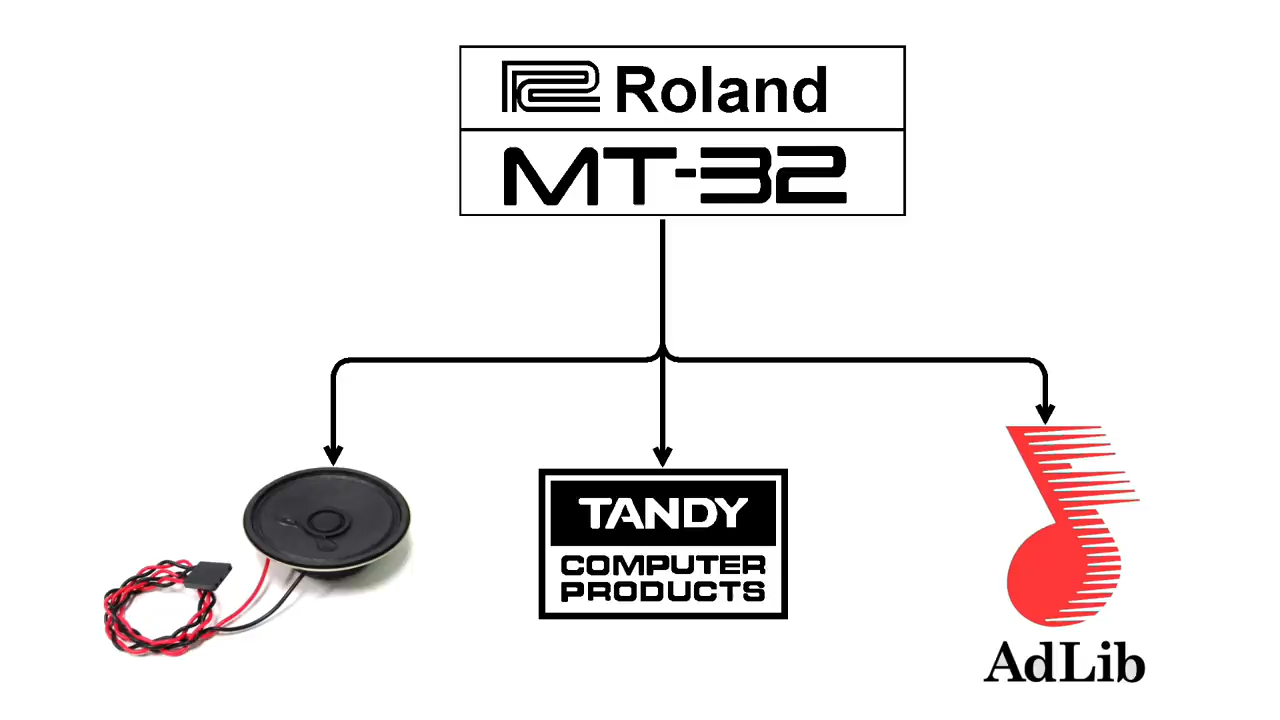 Roland
MT-32
TANDY
COMPUTER
PRODUCTS
AdLib